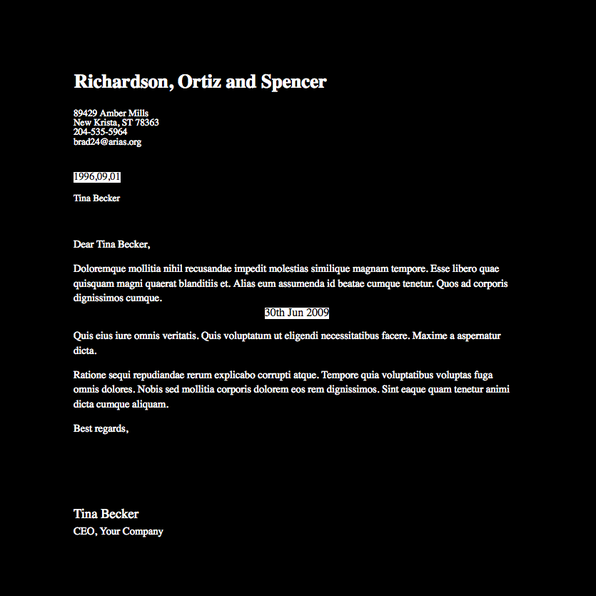 Richardson, Ortiz and Spencer
89429 Amber Mills
New Krista, ST 78363
204-535-5964
brad24@arias.org
1996,09,01
Tina Becker
Dear Tina Becker,
Doloremque mollitia nihil recusandae impedit molestias similique magnam tempore. Esse libero quae
quisquam magni quaerat blanditiis et. Alias eum assumenda id beatae cumque tenetur. Quos ad corporis
dignissimos cumque.
30th Jun 2009
Quis eius iure omnis veritatis. Quis voluptatum ut eligendi necessitatibus facere. Maxime a aspernatur
dicta.
Ratione sequi repudiandae rerum explicabo corrupti atque. Tempore quia voluptatibus voluptas fuga
omnis dolores. Nobis sed mollitia corporis dolorem eos rem dignissimos. Sint eaque quam tenetur animi
dicta cumque aliquam.
Best regards,
Tina Becker
CEO, Your Company